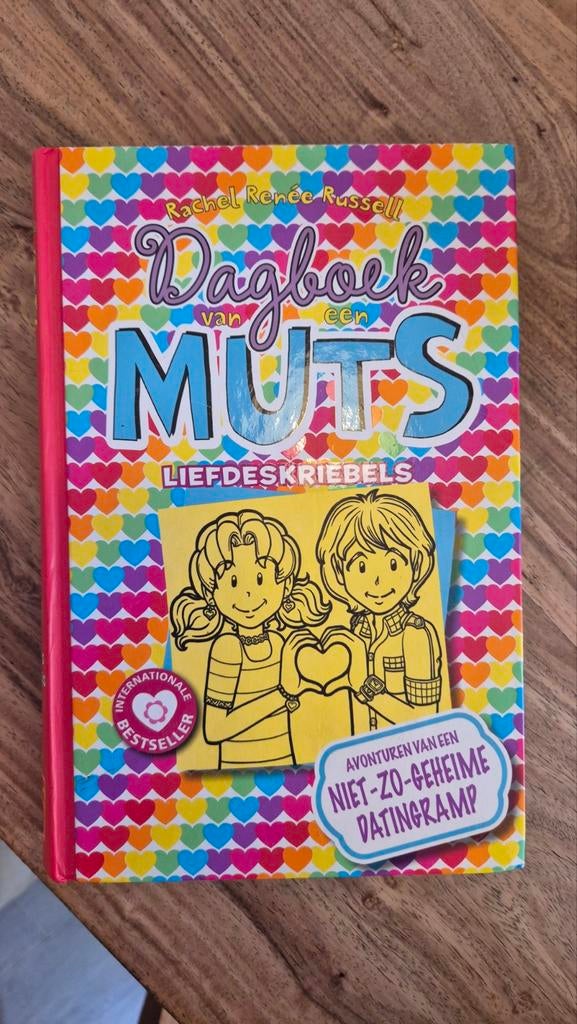 Rachel Renée Russell
Dagboek
van een
MUTS
LIEFDESKRIEBELS
INTERNATIONALE
BESTSELLER
AVONTUREN VAN EEN
NIET-ZO-GEHEIME
DATINGRAMP